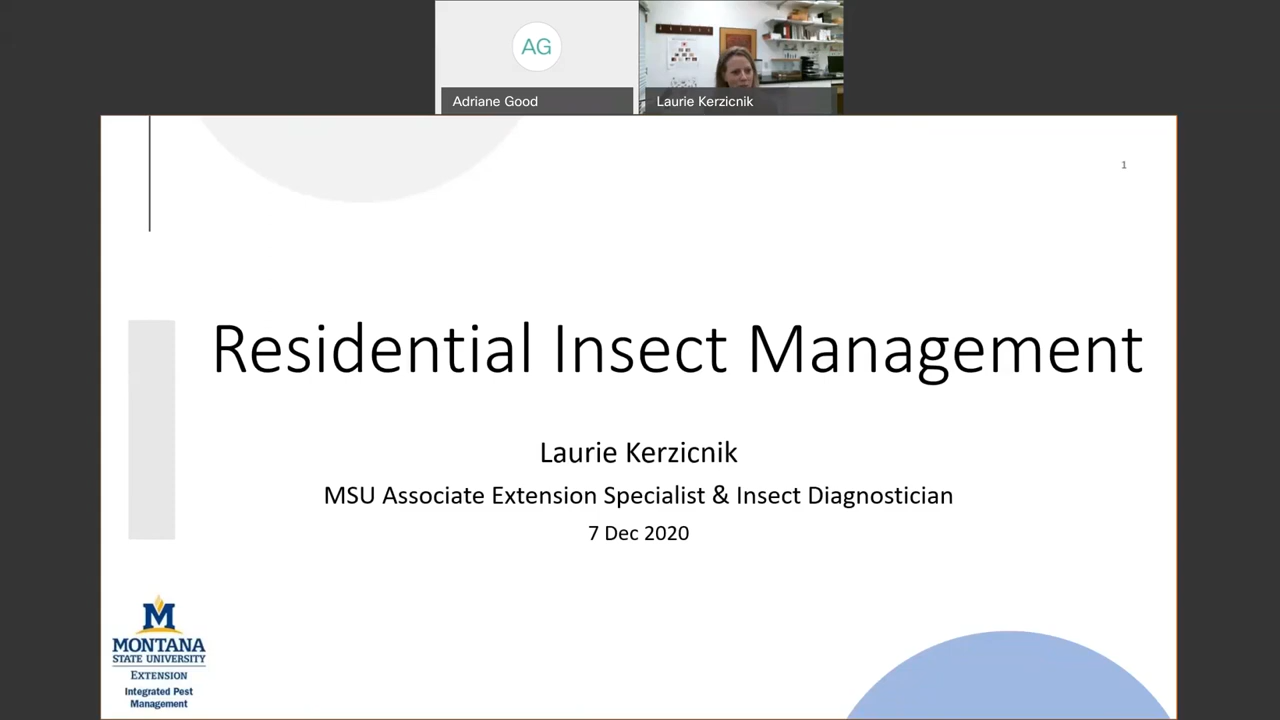 AG
Adriane Good
Laurie Kerzicnik
1
Residential Insect Management
Laurie Kerzicnik
MSU Associate Extension Specialist & Insect Diagnostician
7 Dec 2020
M
MONTANA
STATE UNIVERSITY
EXTENSION
Integrated Pest
Management